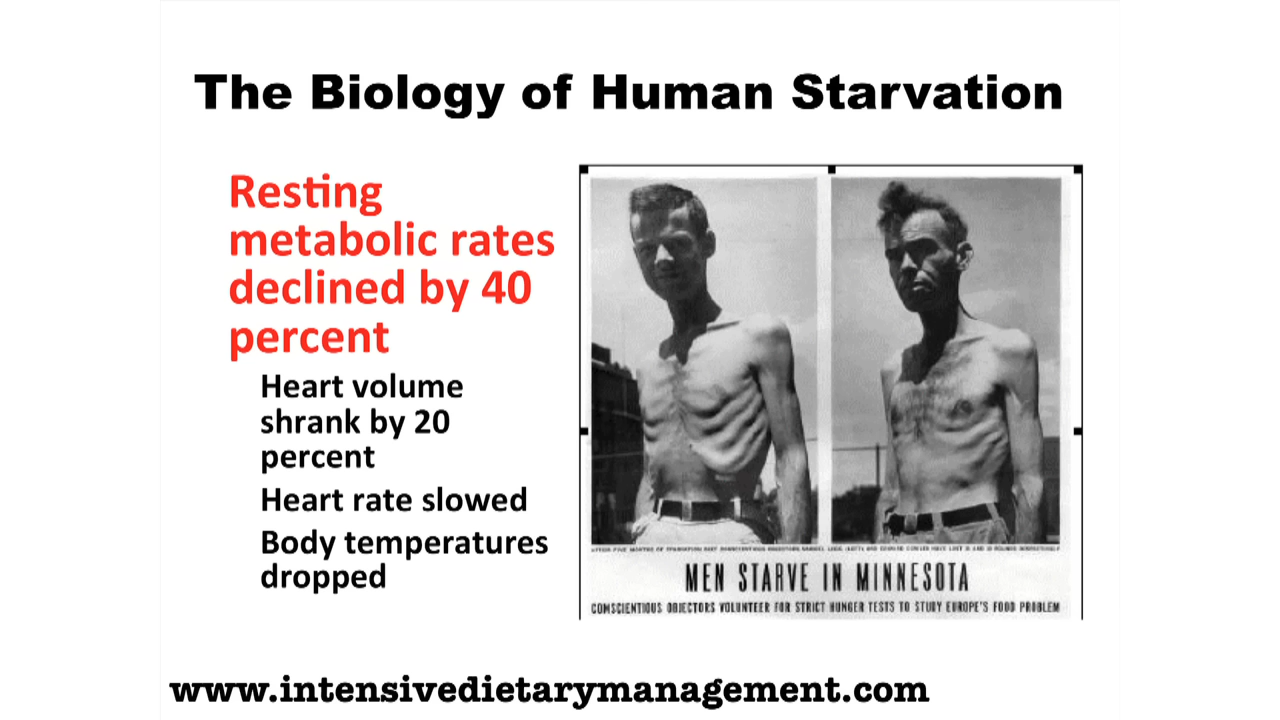 The Biology of Human Starvation
Resting
metabolic rates
declined by 40
percent
Heart volume
shrank by 20
percent
Heart rate slowed
Body temperatures
dropped
MEN STARVE IN MINNESOTA
CONSCIENTIOUS OBJECTORS VOLUNTEER FOR STRICT HUNGER TESTS TO STUDY EUROPE'S FOOD PROBLEM
www.intensivedietarymanagement.com